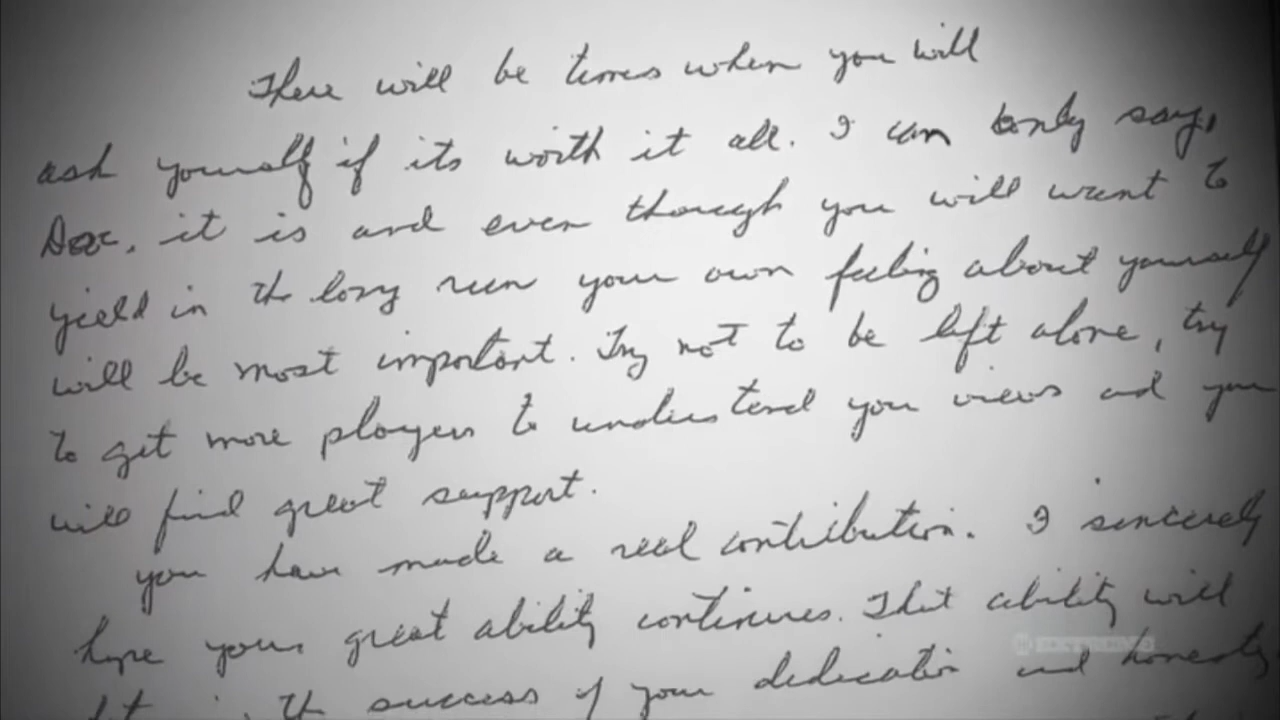 There will be times when you will
ask yourself if its worth it all. I can only say,
Doc, it is and even though you will want to
yield in the long run your own feeling about yourself
will be most important. Try not to be left alone, try
to get more players to understand your views and you
will find great support.
You have made a real contribution. I sincerely
hope your great ability continues. That ability will
the success of your dedication and honesty